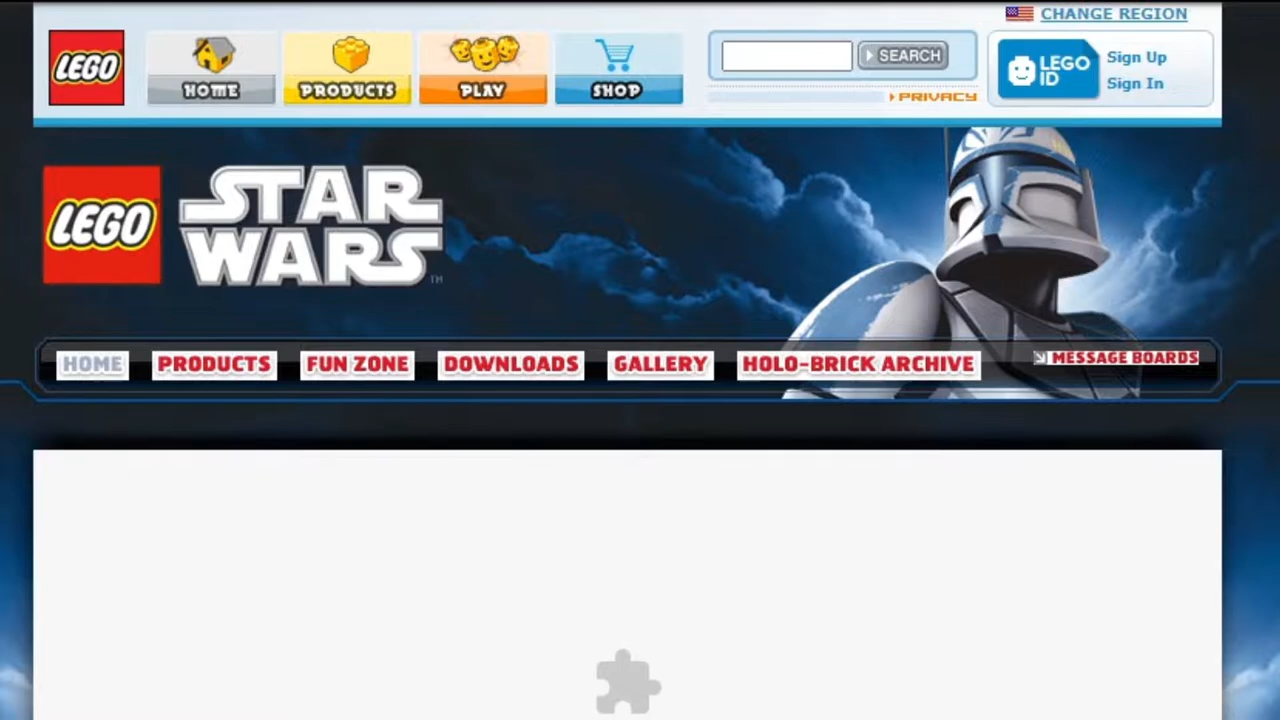 CHANGE REGION
LEGO
HOME
PRODUCTS
PLAY
SHOP
SEARCH
PRIVACY
LEGO ID
Sign Up
Sign In
LEGO
STAR WARS TM
HOME
PRODUCTS
FUN ZONE
DOWNLOADS
GALLERY
HOLO-BRICK ARCHIVE
MESSAGE BOARDS